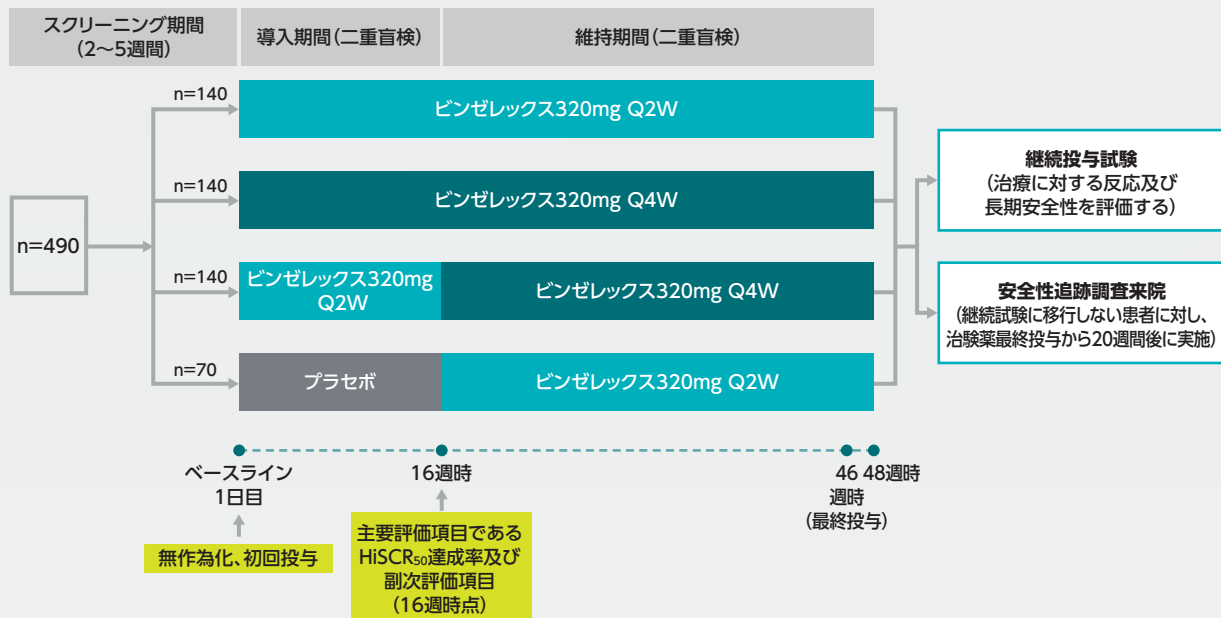 スクリーニング期間
（2～5週間）
導入期間（二重盲検）
維持期間（二重盲検）
n=490
n=140
ビンゼレックス320mg Q2W
n=140
ビンゼレックス320mg Q4W
n=140
ビンゼレックス320mg
Q2W
ビンゼレックス320mg Q4W
n=70
プラセボ
ビンゼレックス320mg Q2W
継続投与試験
（治療に対する反応及び
長期安全性を評価する）
安全性追跡調査来院
（継続試験に移行しない患者に対し、
治験薬最終投与から20週間後に実施）
ベースライン
1日目
16週時
46
週時
（最終投与）
48週時
無作為化、初回投与
主要評価項目である
HiSCR50達成率及び
副次評価項目
（16週時点）